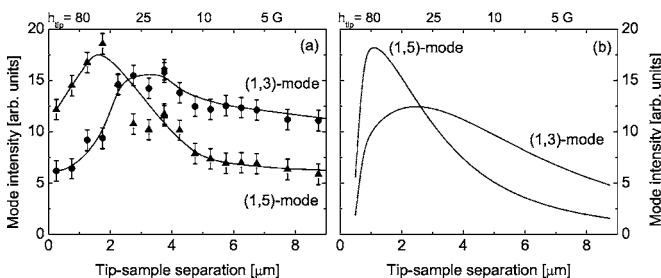 h_tip = 80 25 10 5 G h_tip = 80 25 10 5 G
20 (a) (b) 20
15 (1,3)-mode (1,5)-mode 15
10 (1,3)-mode 10
5 (1,5)-mode 5
0 0
0 2 4 6 8 0 2 4 6 8
Tip-sample separation [μm] Tip-sample separation [μm]
Mode intensity [arb. units]
Mode intensity [arb. units]